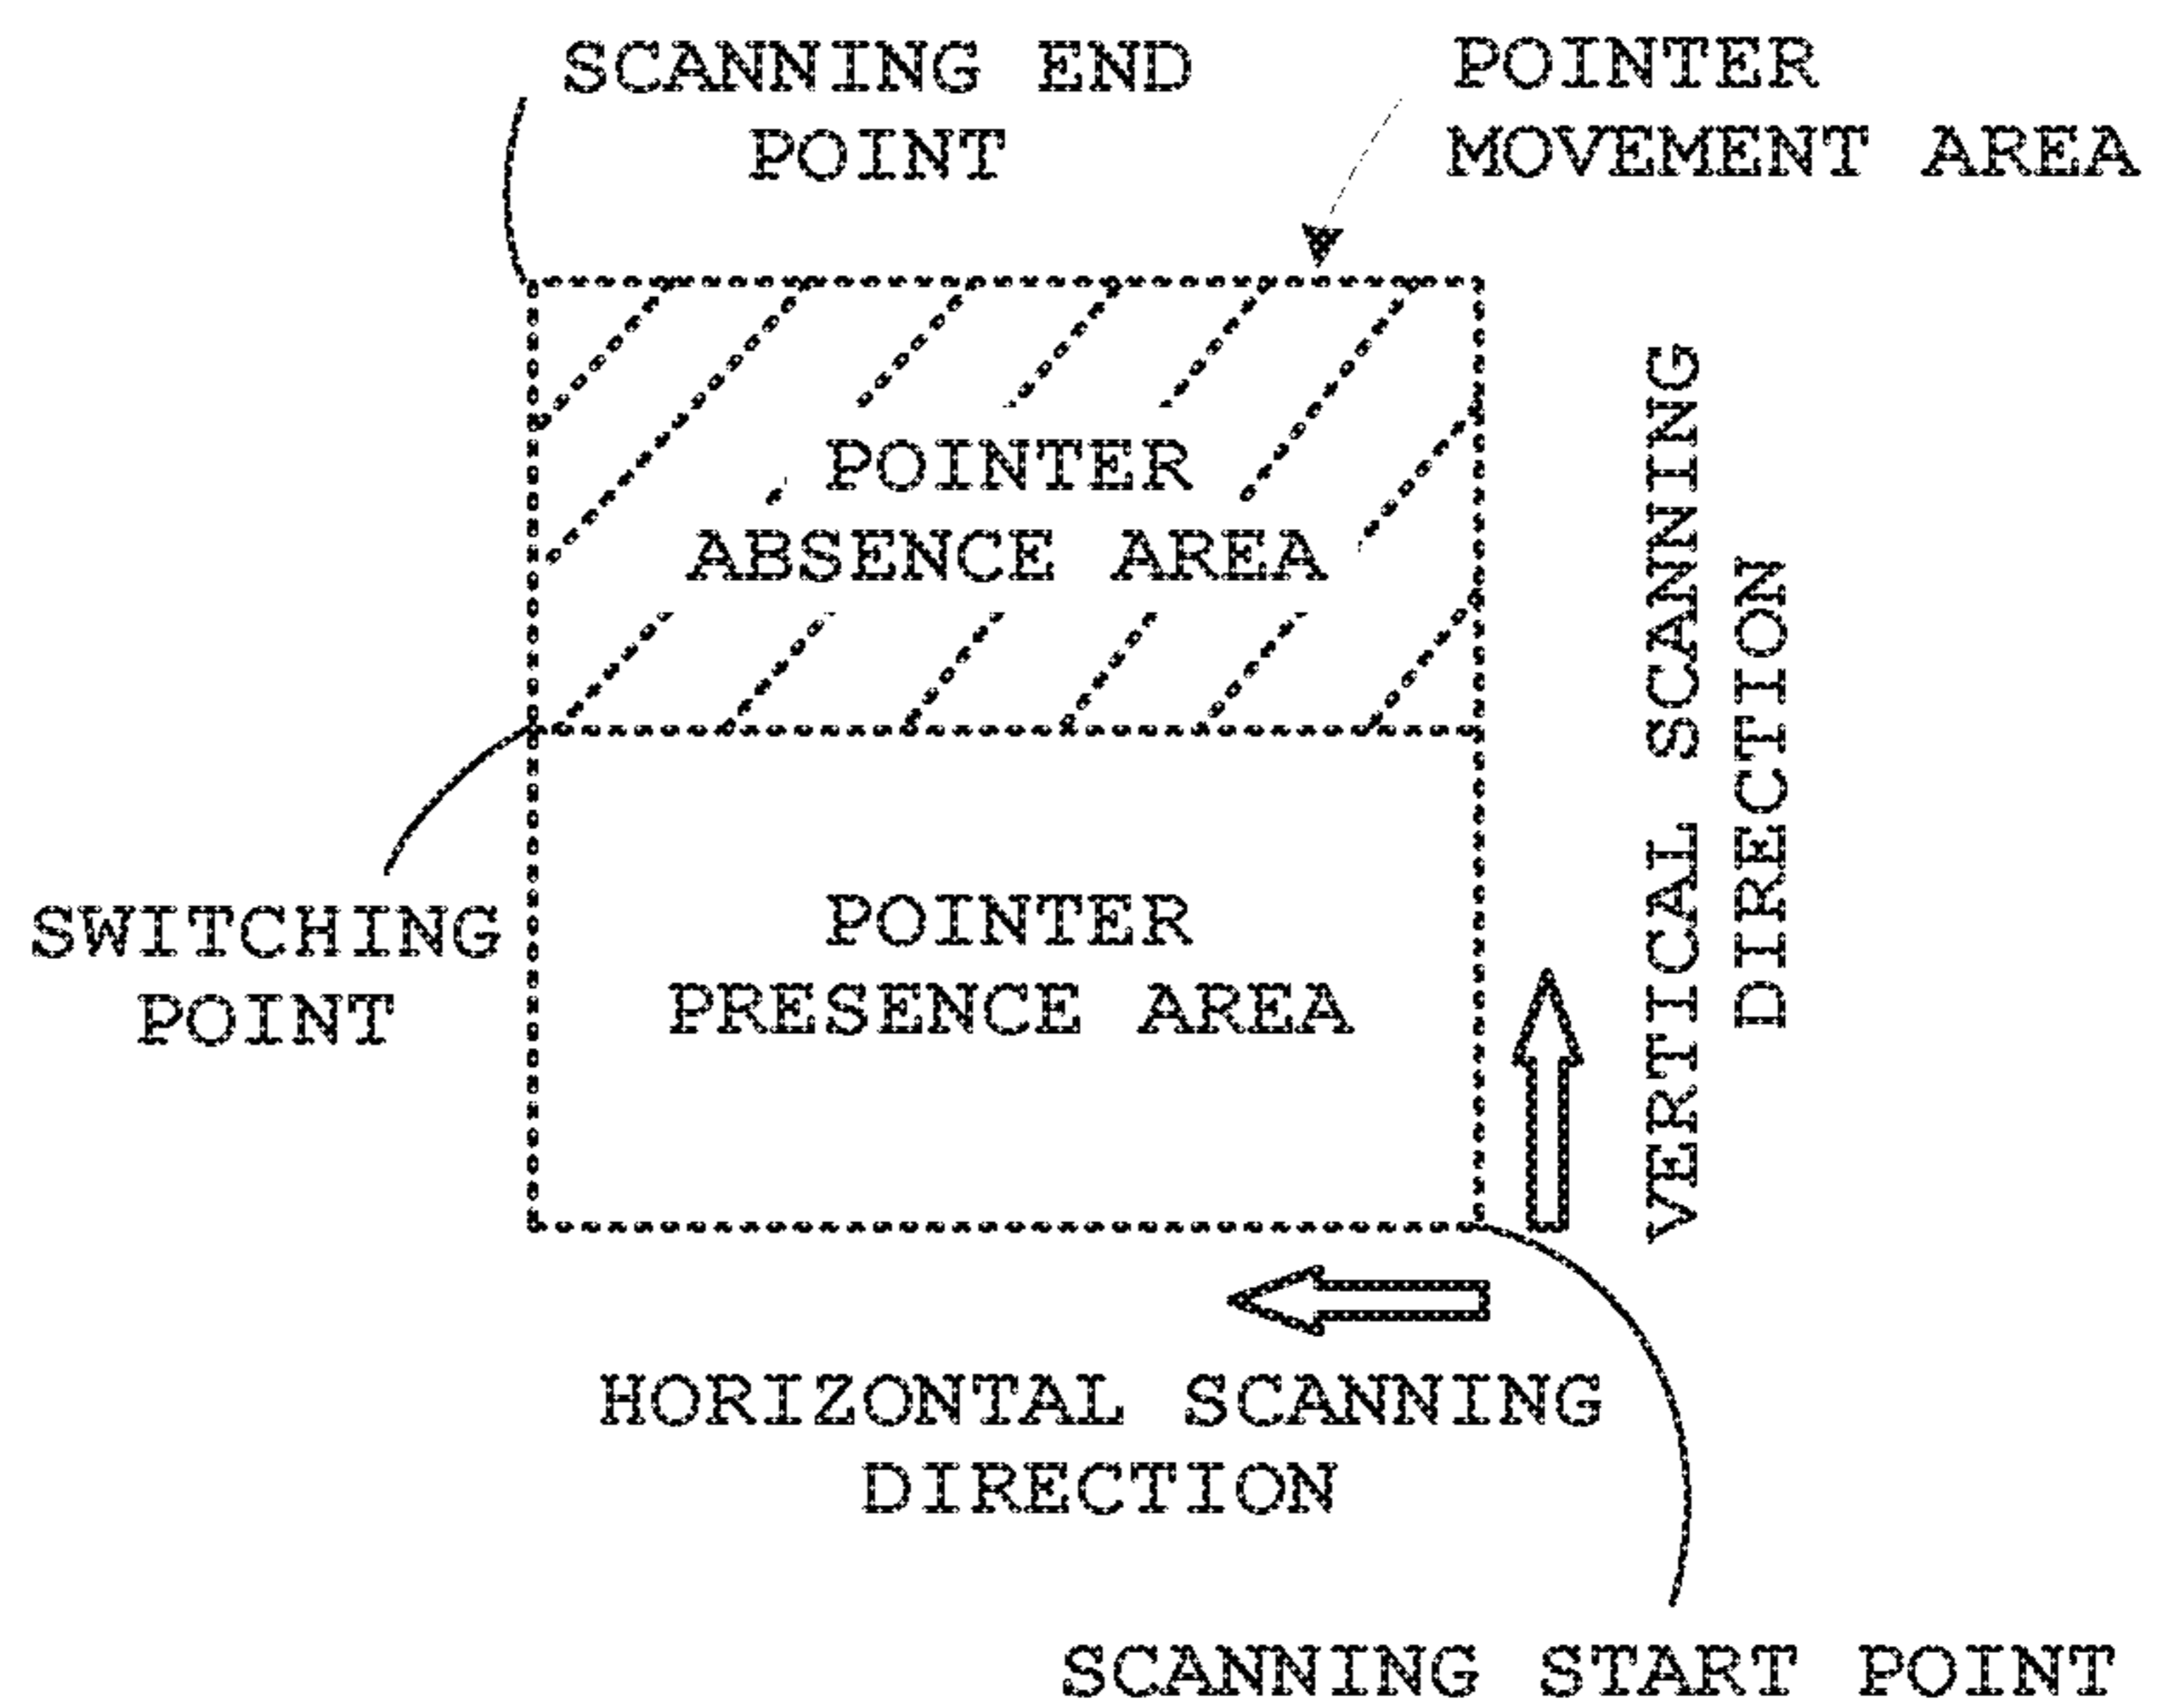 SCANNING END
POINT
POINTER
MOVEMENT AREA
POINTER
ABSENCE AREA
VERTICAL SCANNING
DIRECTION
SWITCHING
POINT
POINTER
PRESENCE AREA
HORIZONTAL SCANNING
DIRECTION
SCANNING START POINT